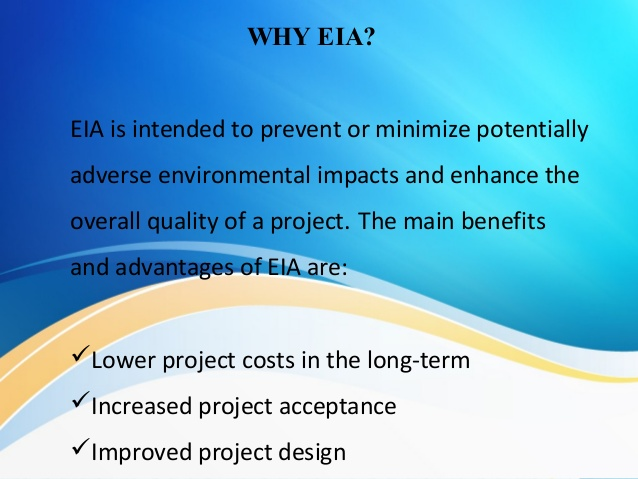 WHY EIA?
EIA is intended to prevent or minimize potentially
adverse environmental impacts and enhance the
overall quality of a project. The main benefits
and advantages of EIA are:
✓Lower project costs in the long-term
✓Increased project acceptance
✓Improved project design